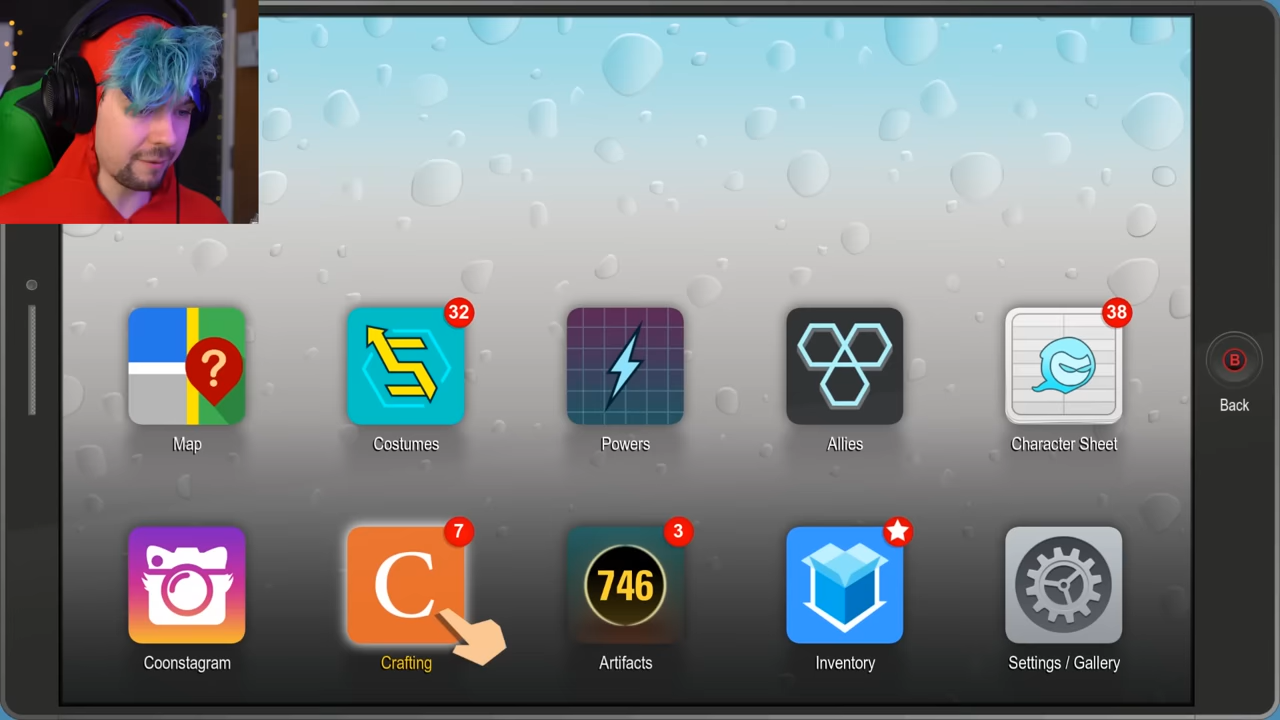 32
38
Map
Costumes
Powers
Allies
Character Sheet
B
Back
7
3
C
746
Coonstagram
Crafting
Artifacts
Inventory
Settings / Gallery
?